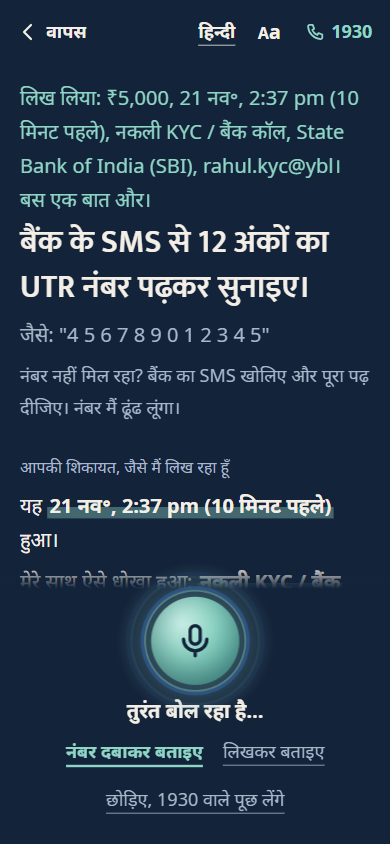 वापस
हिन्दी
Aa
1930
लिख लिया: ₹5,000, 21 नव॰, 2:37 pm (10
मिनट पहले), नकली KYC / बैंक कॉल, State
Bank of India (SBI), rahul.kyc@ybl।
बस एक बात और।
बैंक के SMS से 12 अंकों का
UTR नंबर पढ़कर सुनाइए।
जैसे: "4 5 6 7 8 9 0 1 2 3 4 5"
नंबर नहीं मिल रहा? बैंक का SMS खोलिए और पूरा पढ़
दीजिए। नंबर मैं ढूंढ लूंगा।
आपकी शिकायत, जैसे मैं लिख रहा हूँ
यह 21 नव॰, 2:37 pm (10 मिनट पहले)
हुआ।
मेरे साथ ऐसे धोखा हुआ: नकली KYC / बैंक
तुरंत बोल रहा है...
नंबर दबाकर बताइए
लिखकर बताइए
छोड़िए, 1930 वाले पूछ लेंगे